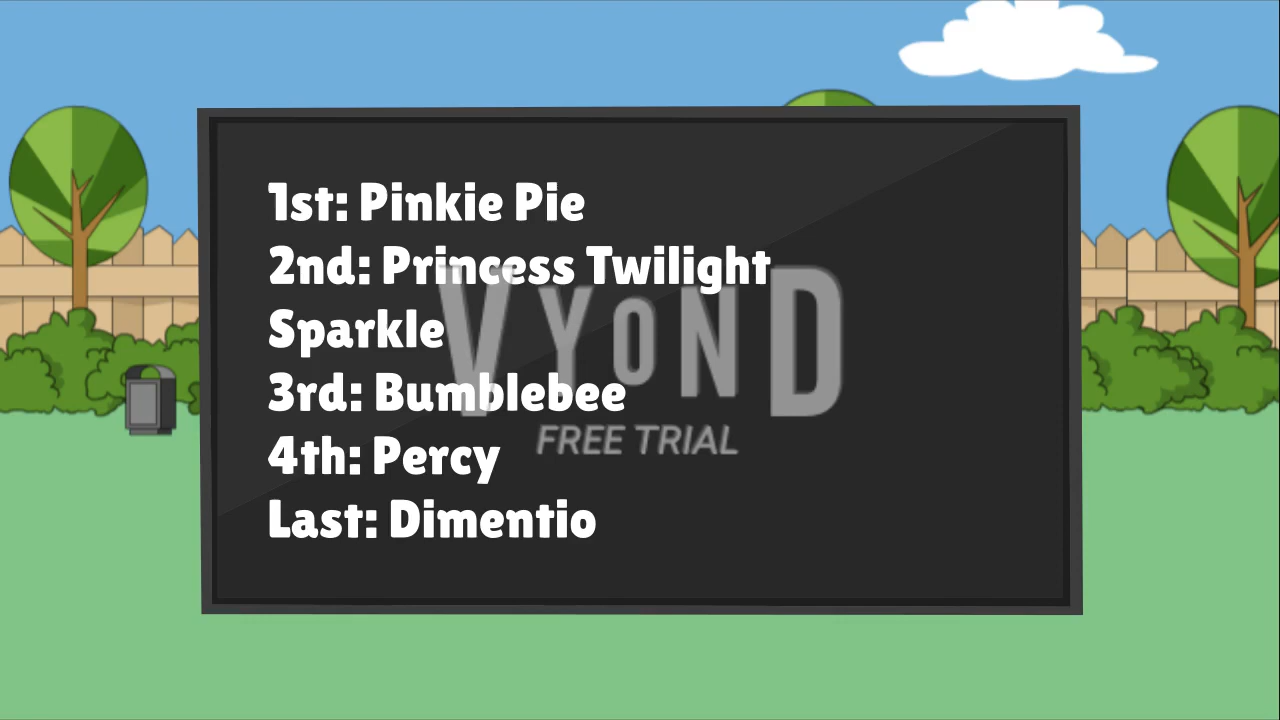 1st: Pinkie Pie
2nd: Princess Twilight
Sparkle
3rd: Bumblebee
4th: Percy
Last: Dimentio
VYOND
FREE TRIAL